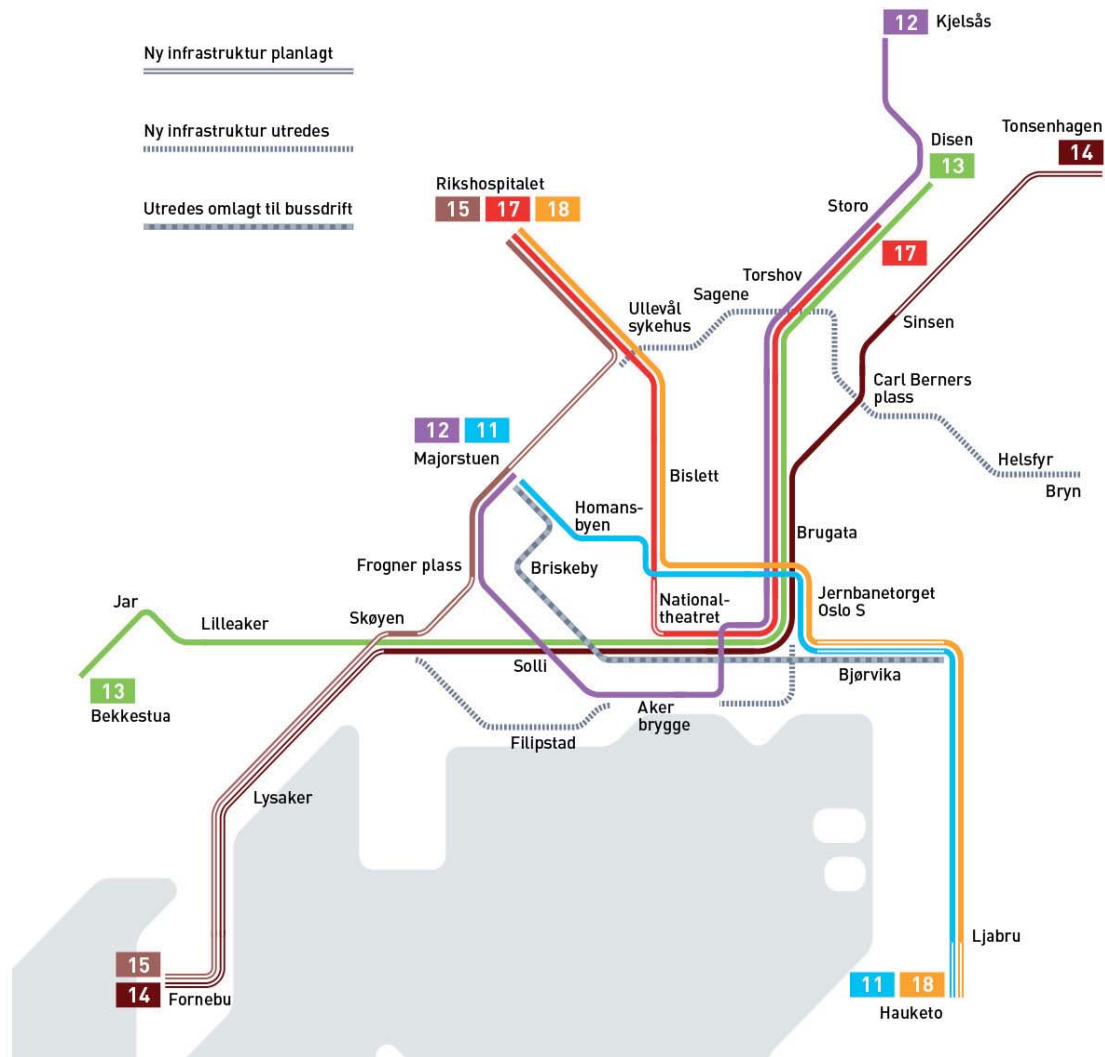 12 Kjelsås
Ny infrastruktur planlagt
Ny infrastruktur utredes
Utredes omlagt til bussdrift
Tonsenhagen
14
Disen
13
Rikshospitalet
15 17 18
Storo
17
Torshov
Sagene
Ullevål
sykehus
Sinsen
Carl Berners
plass
12 11
Majorstuen
Helsfyr
Bryn
Bislett
Homans-
byen
Brugata
Frogner plass
Briskeby
Jar
Lilleaker
Skøyen
National-
theatret
Jernbanetorget
Oslo S
Solli
Bjørvika
13
Bekkestua
Aker
brygge
Filipstad
Lysaker
Ljabru
15
14 Fornebu
11 18
Hauketo